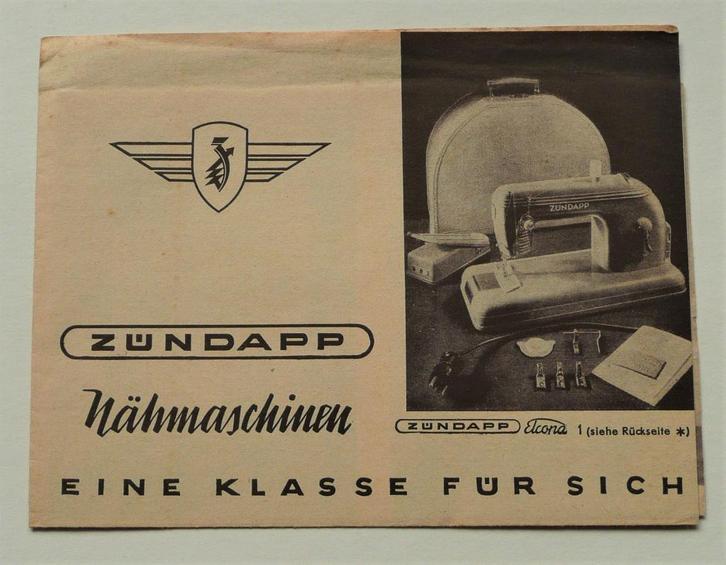 ZÜNDAPP
ZÜNDAPP
Nähmaschinen
ZÜNDAPP Elcona 1 (siehe Rückseite *)
EINE KLASSE FÜR SICH